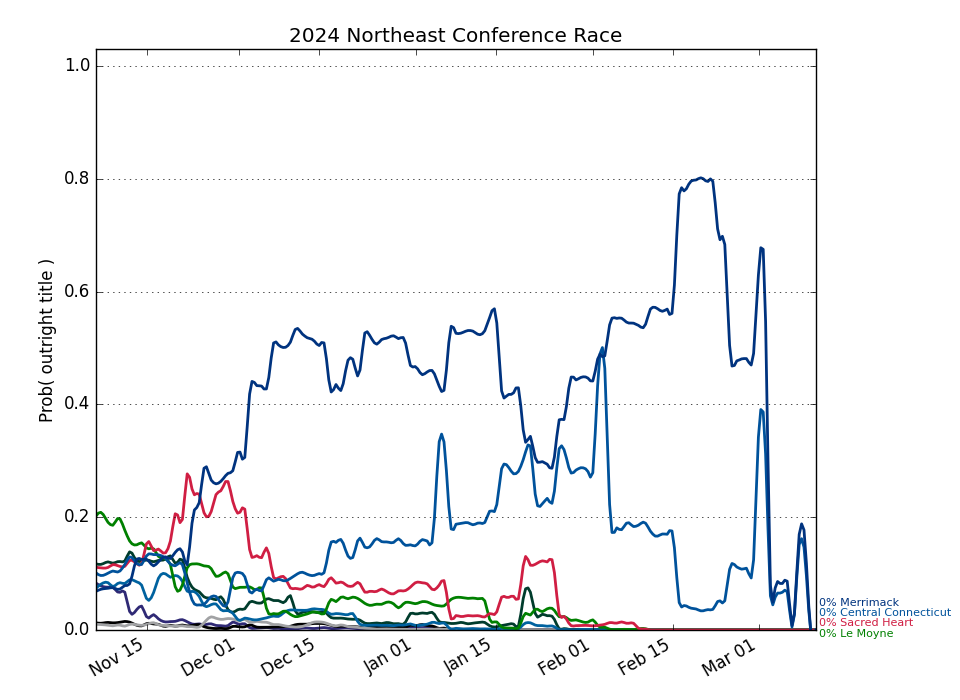 2024 Northeast Conference Race
1.0
0.8
0.6
0.4
0.2
0.0
Prob( outright title )
Nov 15
Dec 01
Dec 15
Jan 01
Jan 15
Feb 01
Feb 15
Mar 01
0% Merrimack
0% Central Connecticut
0% Sacred Heart
0% Le Moyne